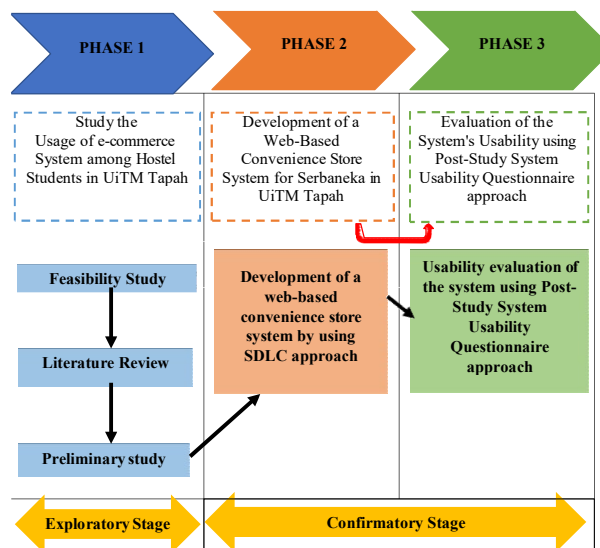 PHASE 1
PHASE 2
PHASE 3
Study the
Usage of e-commerce
System among Hostel
Students in UiTM Tapah
Development of a
Web-Based
Convenience Store
System for Serbaneka in
UiTM Tapah
Evaluation of the
System's Usability using
Post-Study System
Usability Questionnaire
approach
Feasibility Study
Literature Review
Preliminary study
Development of a
web-based
convenience store
system by using
SDLC approach
Usability evaluation of
the system using Post-
Study System
Usability
Questionnaire
approach
Exploratory Stage
Confirmatory Stage